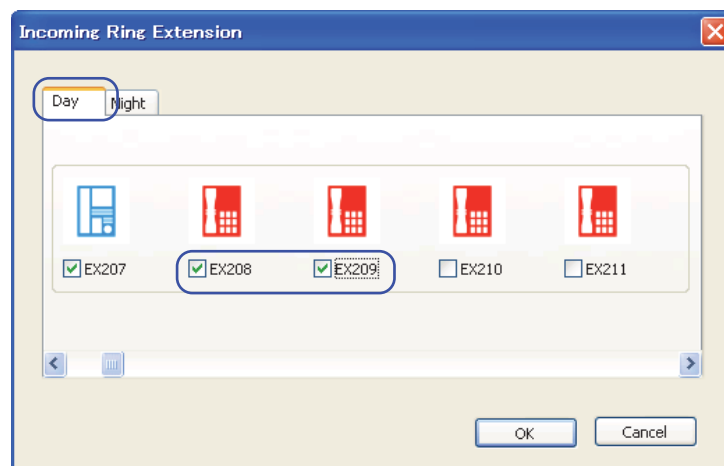 Incoming Ring Extension
Day Night
EX207 EX208 EX209 EX210 EX211
OK Cancel